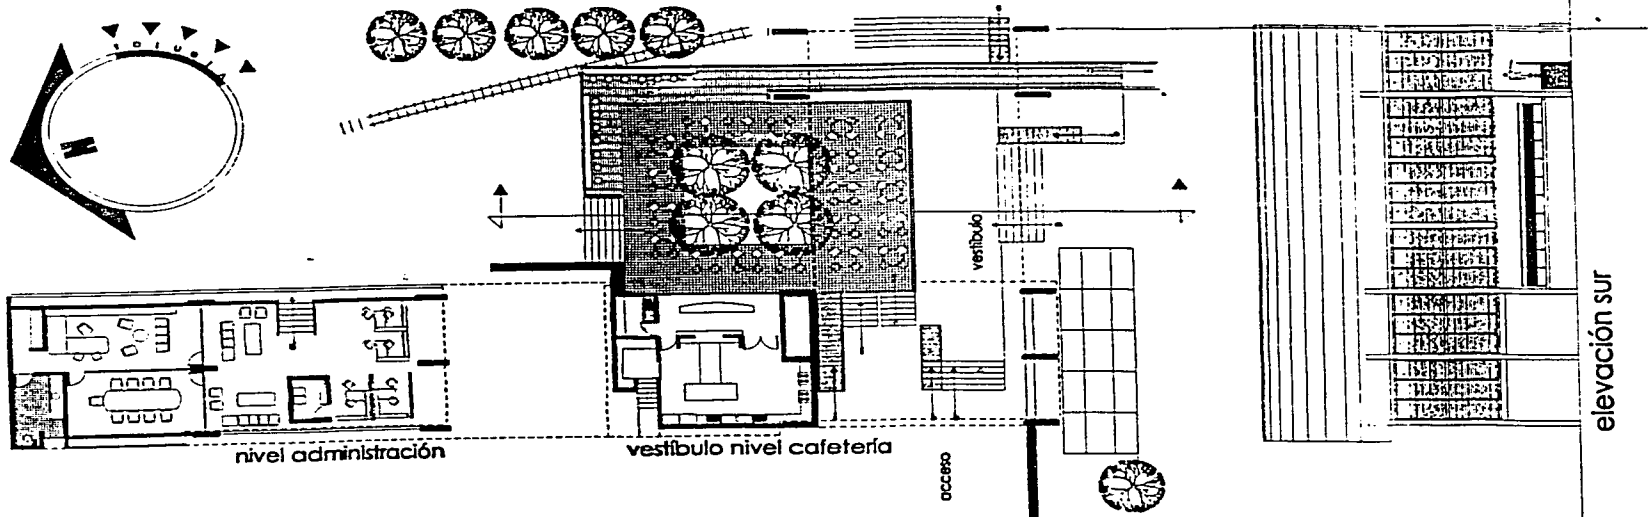 N
vestíbulo
nivel administración
vestíbulo nivel cafetería
acceso
elevación sur